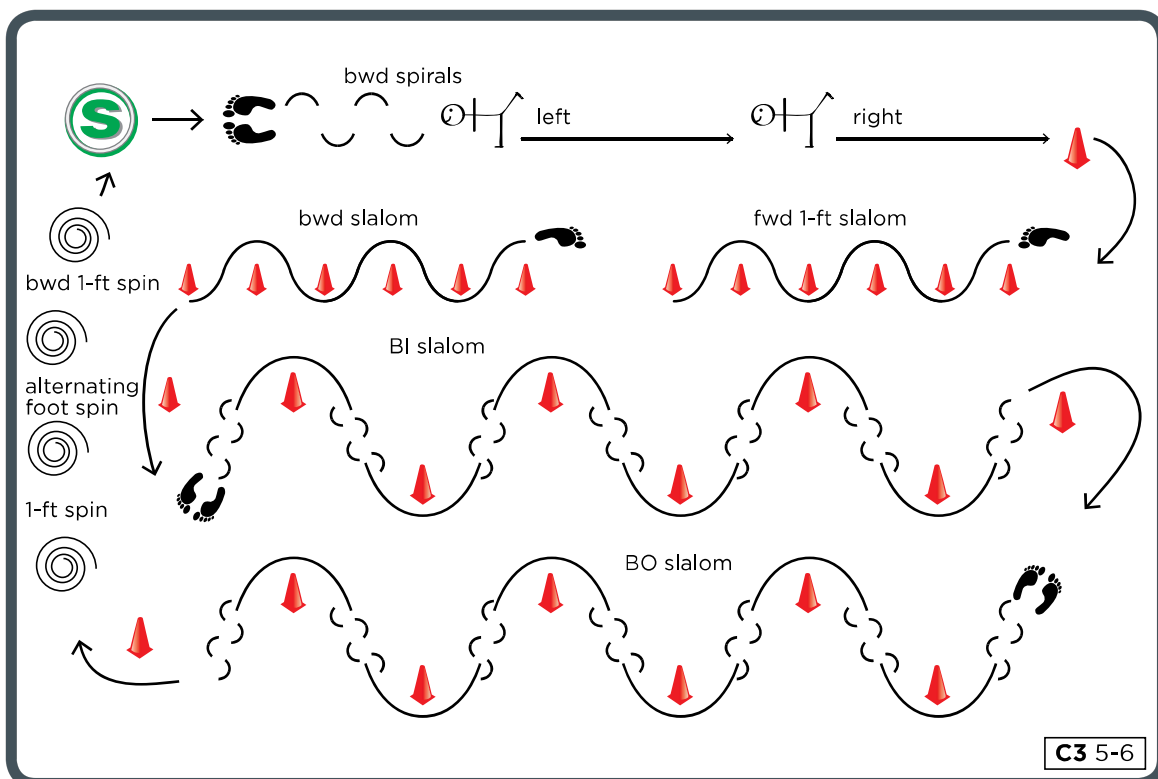 bwd spirals
S
left
right
bwd slalom
fwd 1-ft slalom
bwd 1-ft spin
BI slalom
alternating
foot spin
1-ft spin
BO slalom
C3 5-6